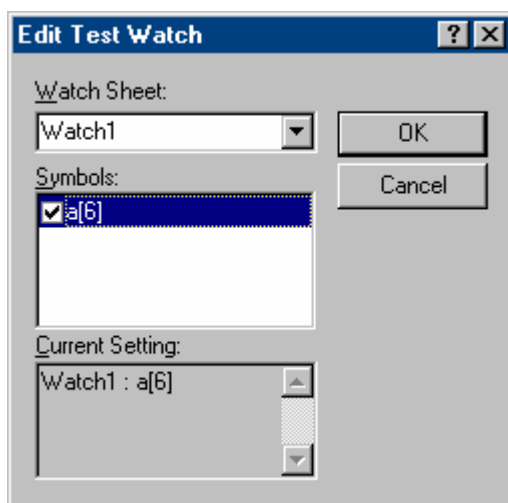 Edit Test Watch
Watch Sheet:
Watch1
OK
Symbols:
Cancel
a[6]
Current Setting:
Watch1 : a[6]